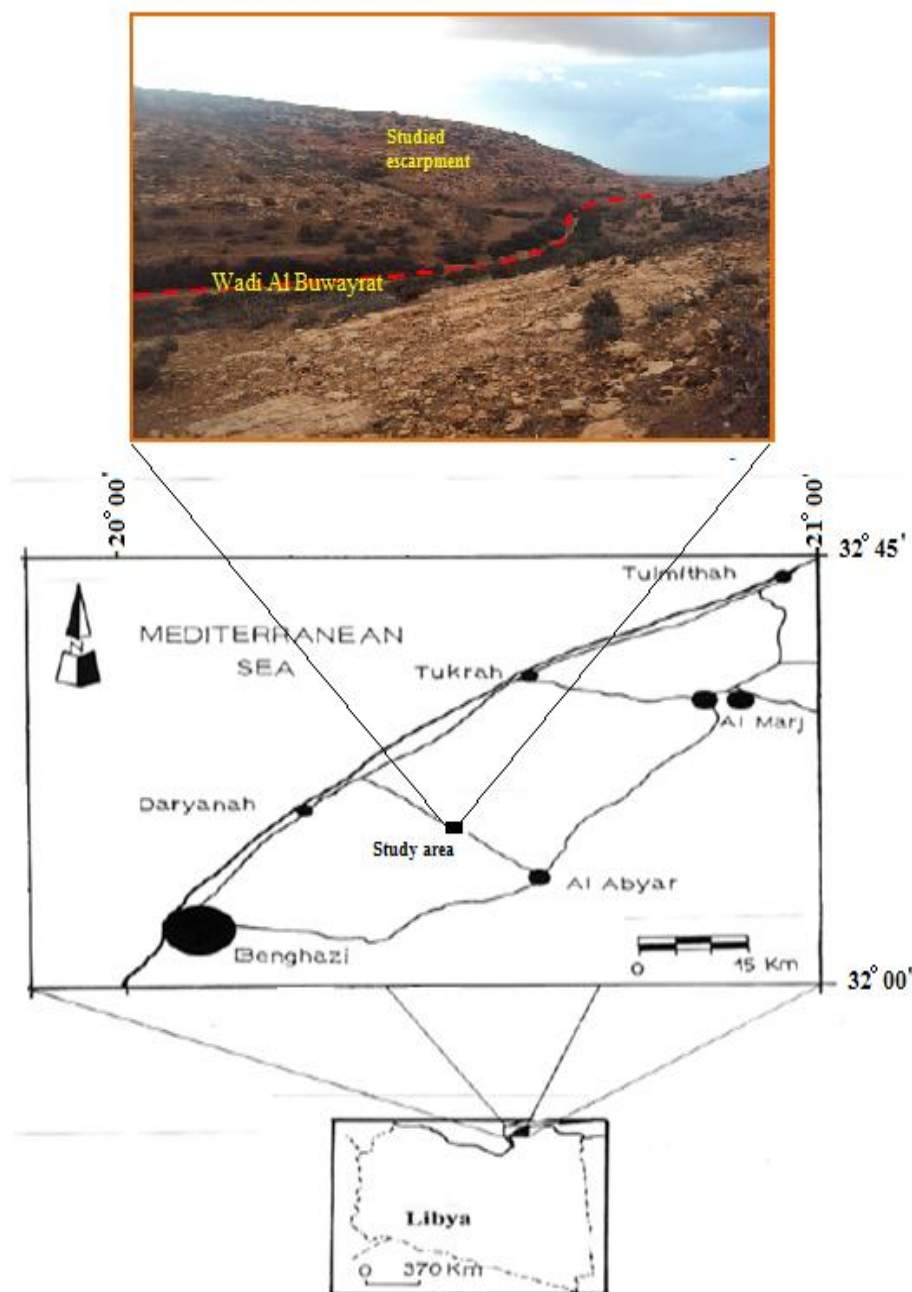 Studied
escarpment
Wadi Al Buwayrat
20° 00'
21° 00'
32° 45'
Tulmithah
N
MEDITERRANEAN
SEA
Tukrah
Al Marj
Daryanah
Study area
Al Abyar
Benghazi
0 15 Km
32° 00'
Libya
0 370 Km